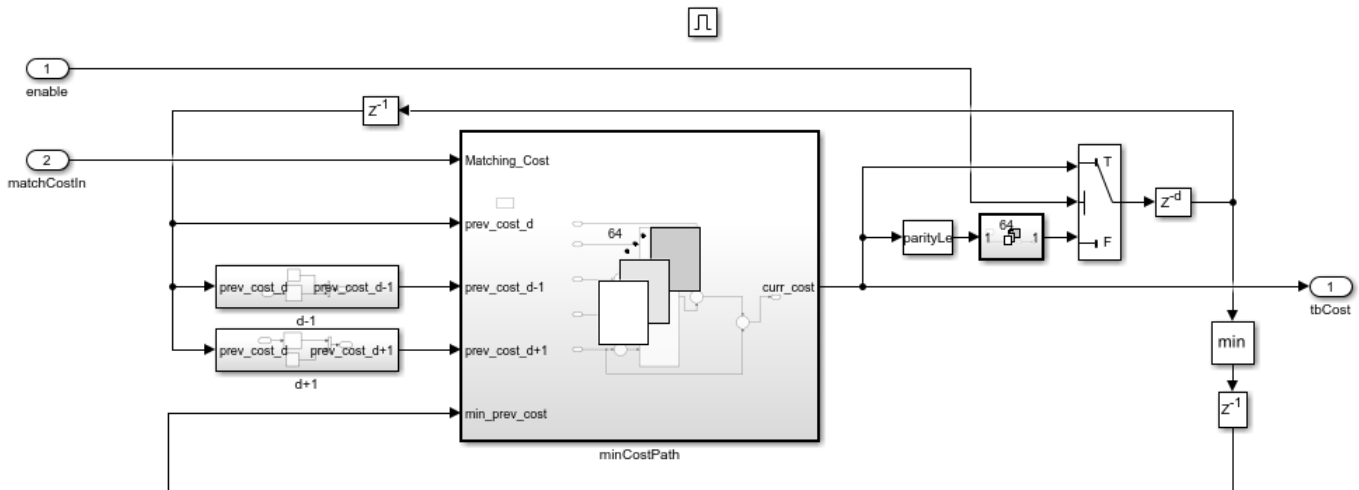 1
enable
Z-1
2
matchCostIn
Matching_Cost
prev_cost_d
64
prev_cost_d-1
prev_cost_d+1
min_prev_cost
curr_cost
minCostPath
prev_cost_d prev_cost_d-1
d-1
prev_cost_d prev_cost_d+1
d+1
parityLe
64
1 1
T
F
Z-d
1
tbCost
min
Z-1